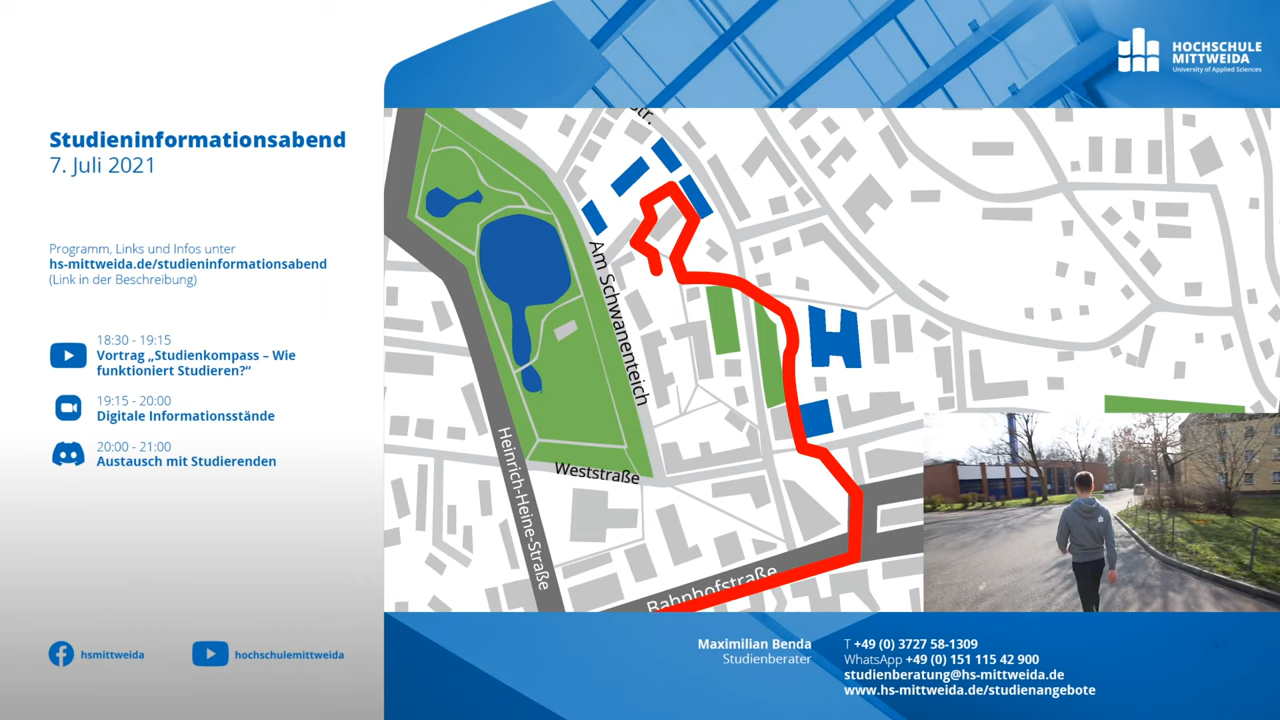 HOCHSCHULE
MITTWEIDA
University of Applied Sciences
Studieninformationsabend
7. Juli 2021
Programm, Links und Infos unter
hs-mittweida.de/studieninformationsabend
(Link in der Beschreibung)
18:30 - 19:15
Vortrag „Studienkompass – Wie
funktioniert Studieren?“
19:15 - 20:00
Digitale Informationsstände
20:00 - 21:00
Austausch mit Studierenden
hsmittweida
hochschulemittweida
str.
Am Schwanenteich
Weststraße
Heinrich-Heine-Straße
Bahnhofstraße
Maximilian Benda
Studienberater
T +49 (0) 3727 58-1309
WhatsApp +49 (0) 151 115 42 900
studienberatung@hs-mittweida.de
www.hs-mittweida.de/studienangebote